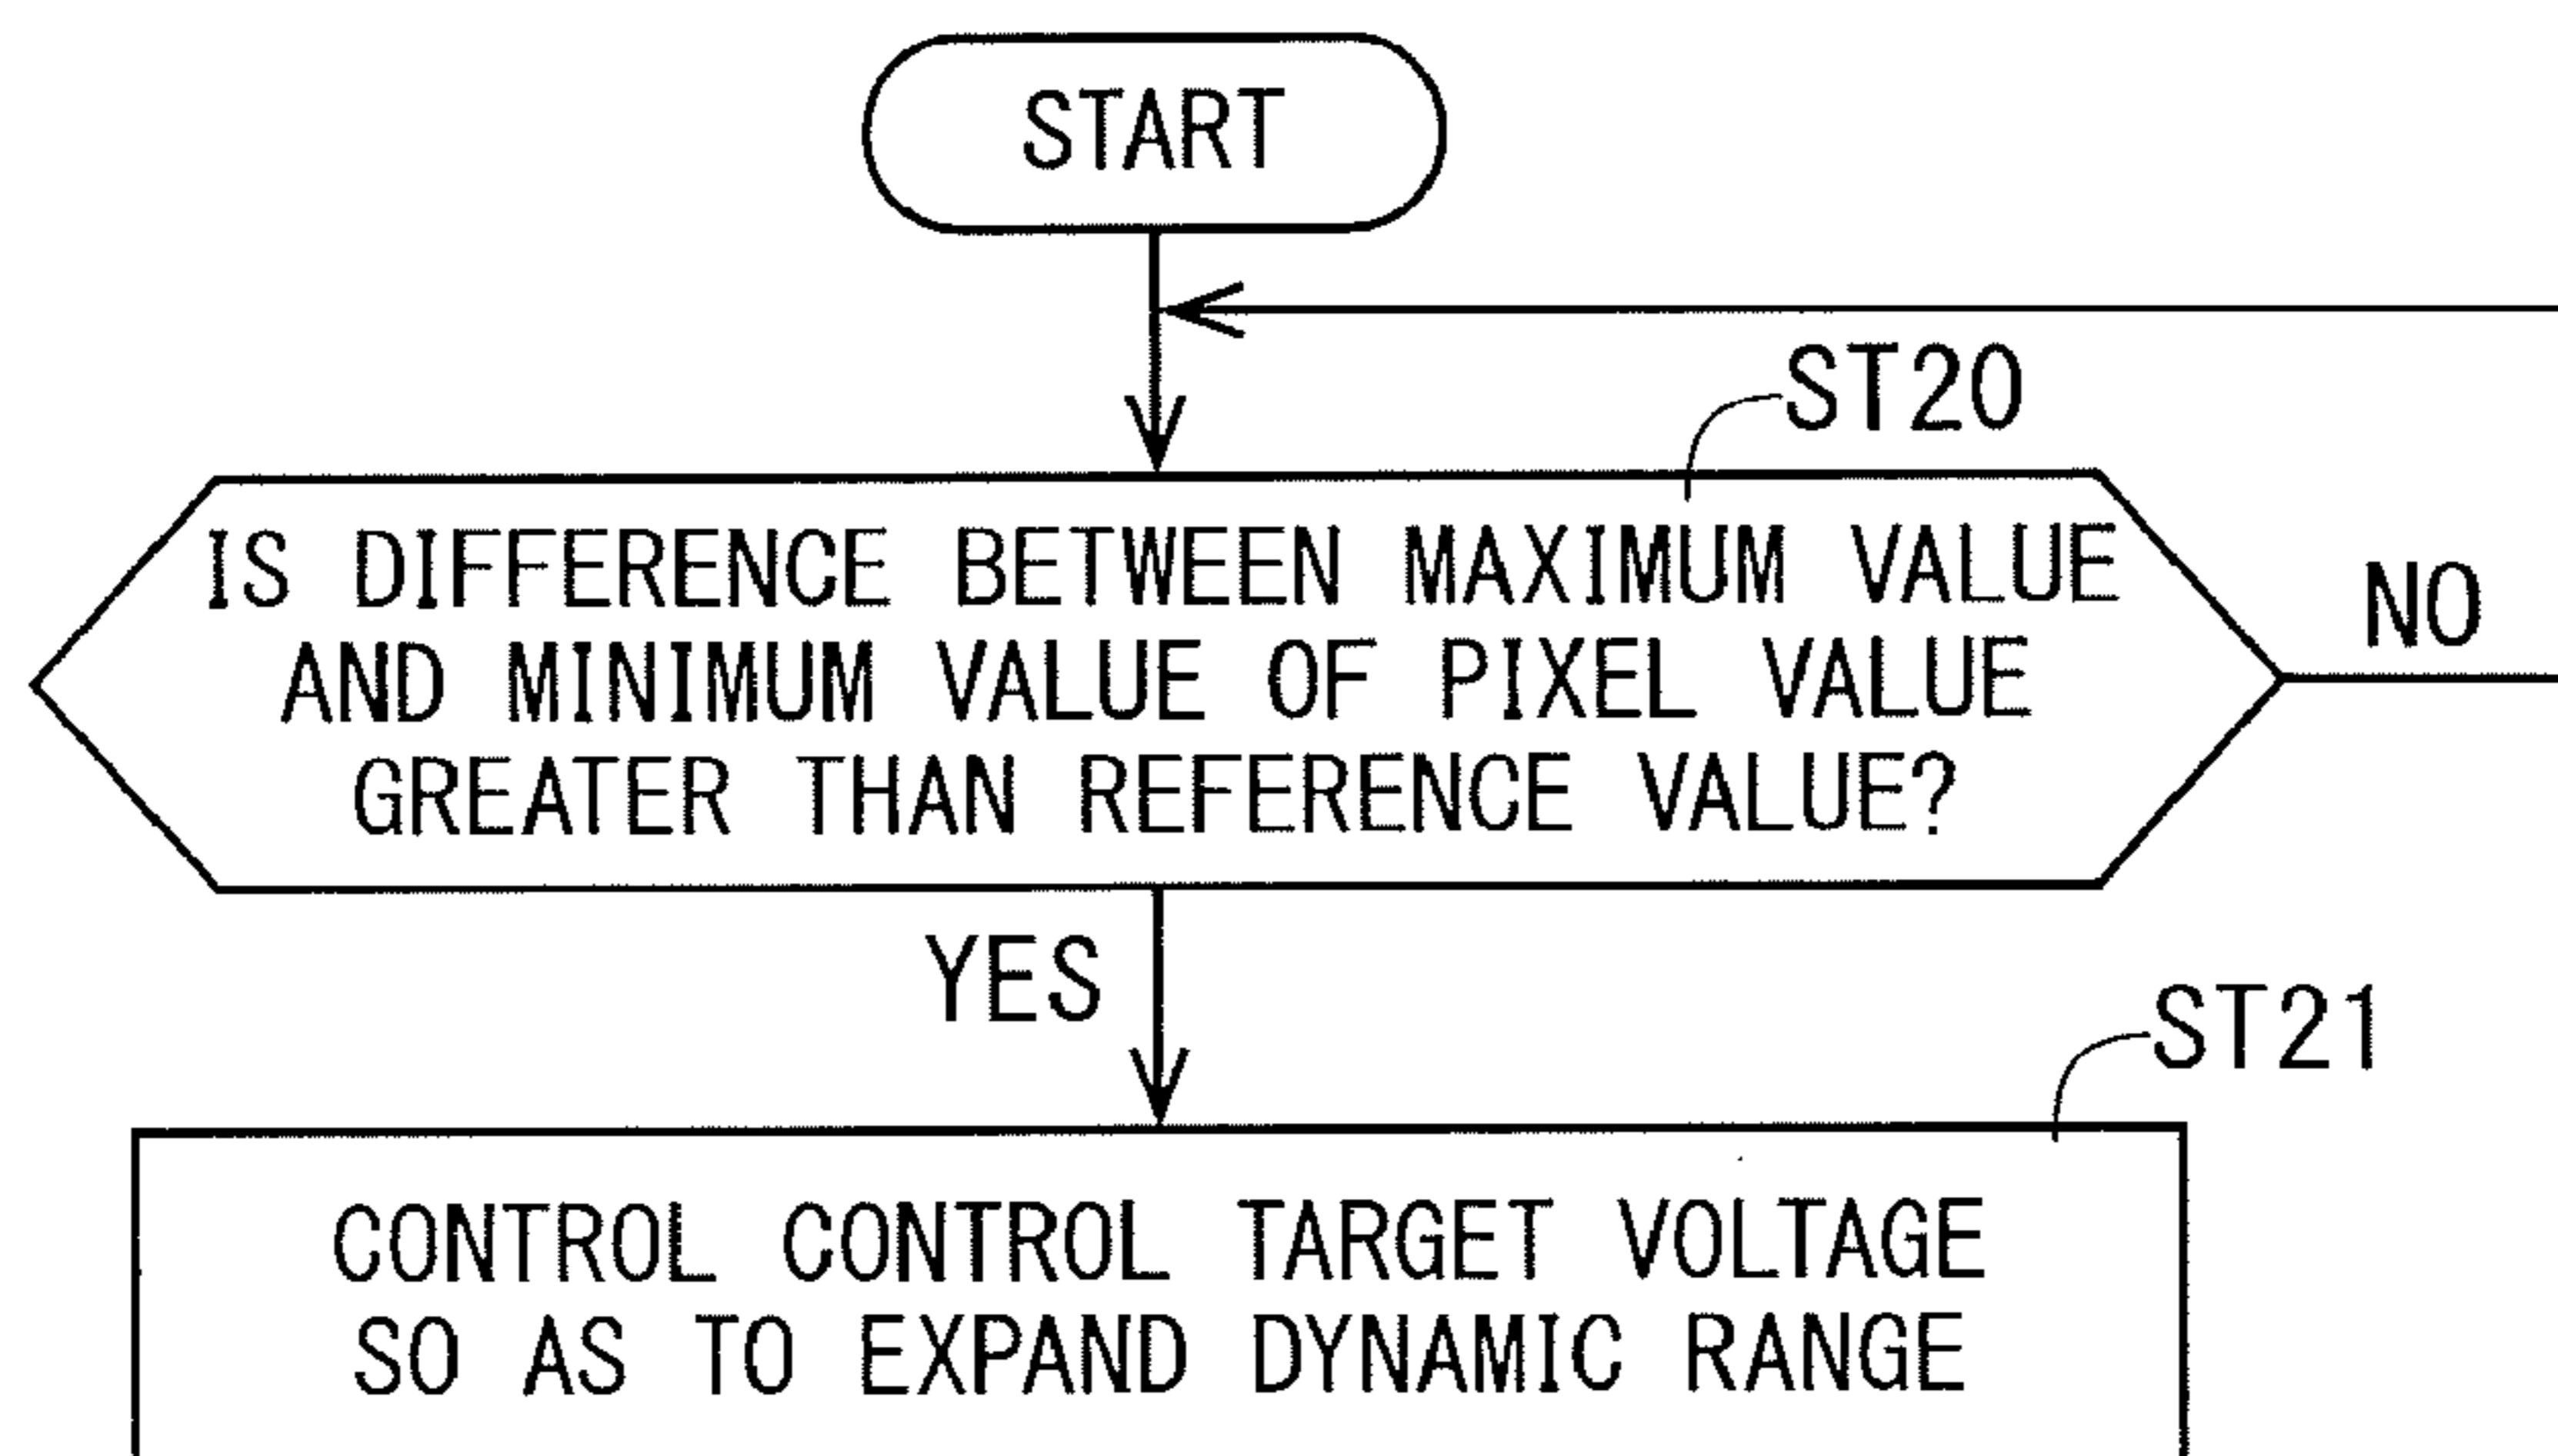 START
ST20
IS DIFFERENCE BETWEEN MAXIMUM VALUE
AND MINIMUM VALUE OF PIXEL VALUE
GREATER THAN REFERENCE VALUE?
NO
YES
ST21
CONTROL CONTROL TARGET VOLTAGE
SO AS TO EXPAND DYNAMIC RANGE